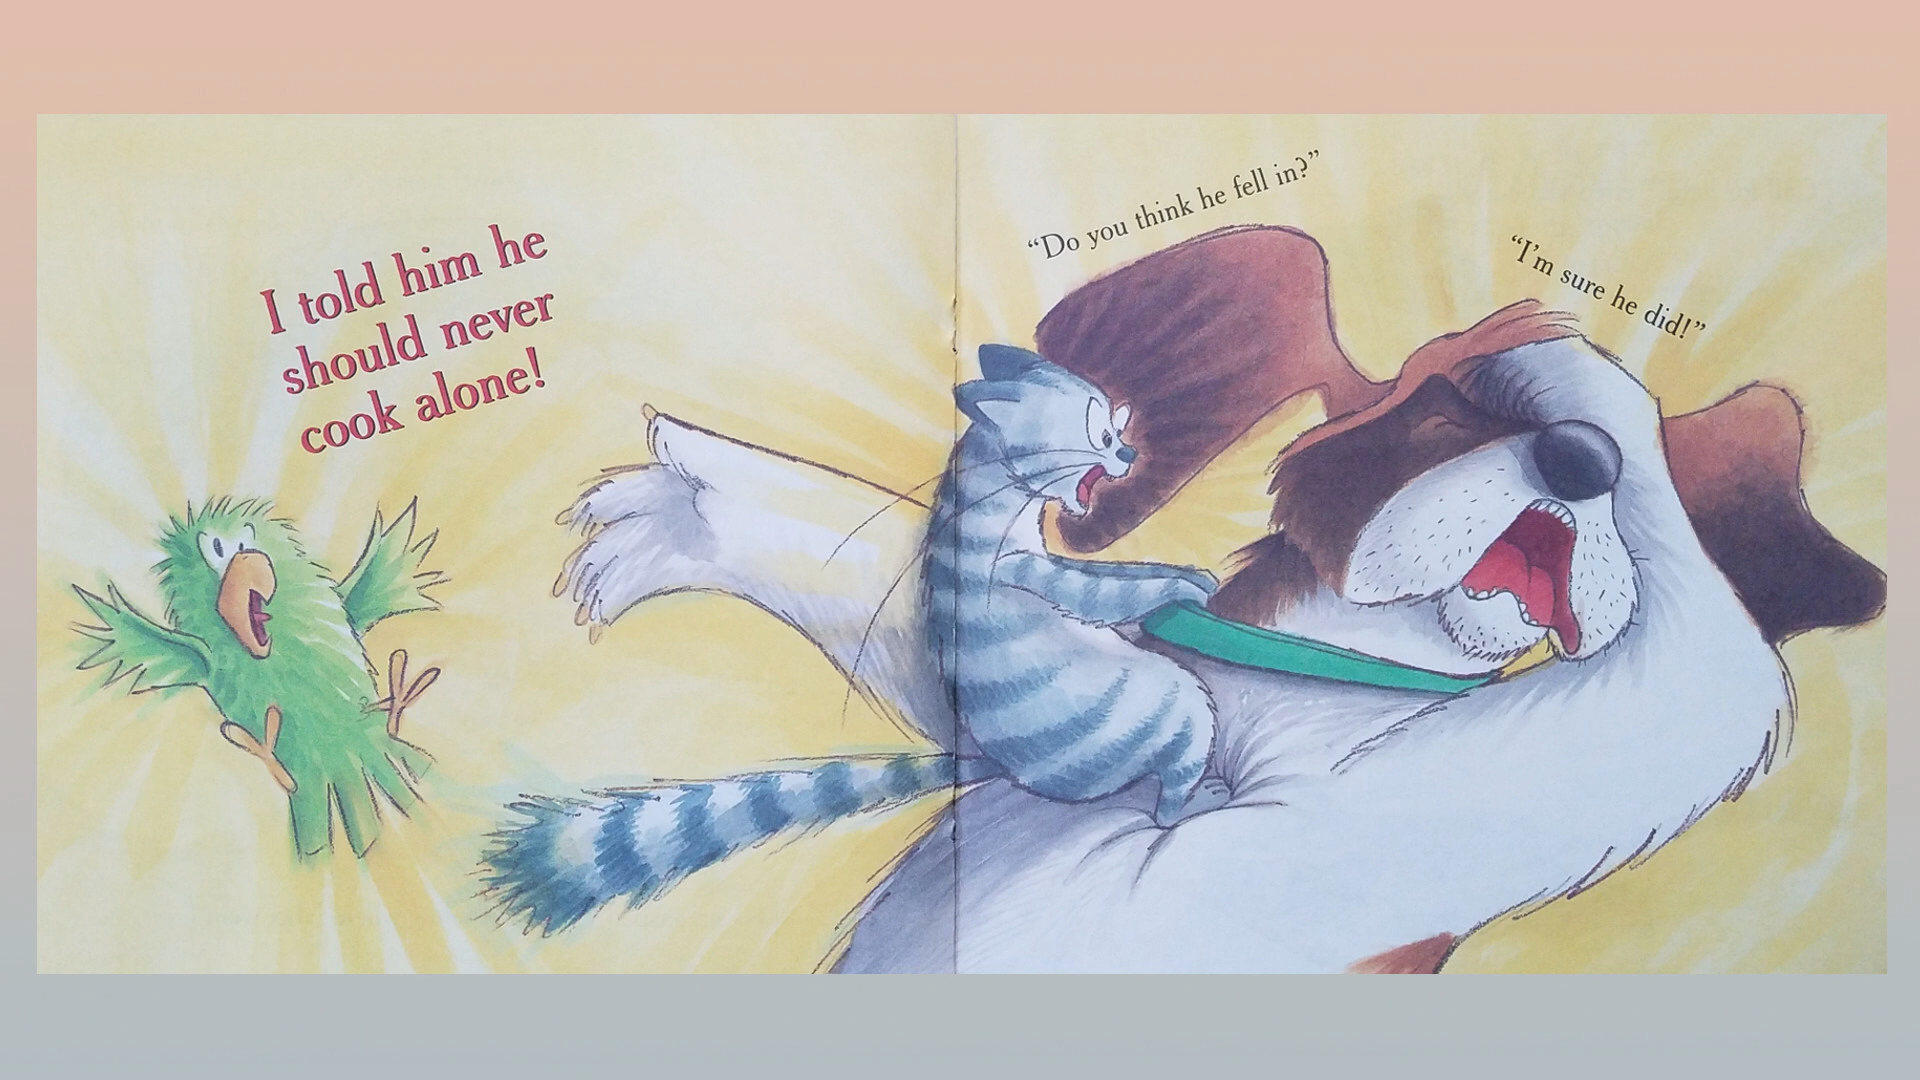 I told him he
should never
cook alone!
“Do you think he fell in?”
“I’m sure he did!”